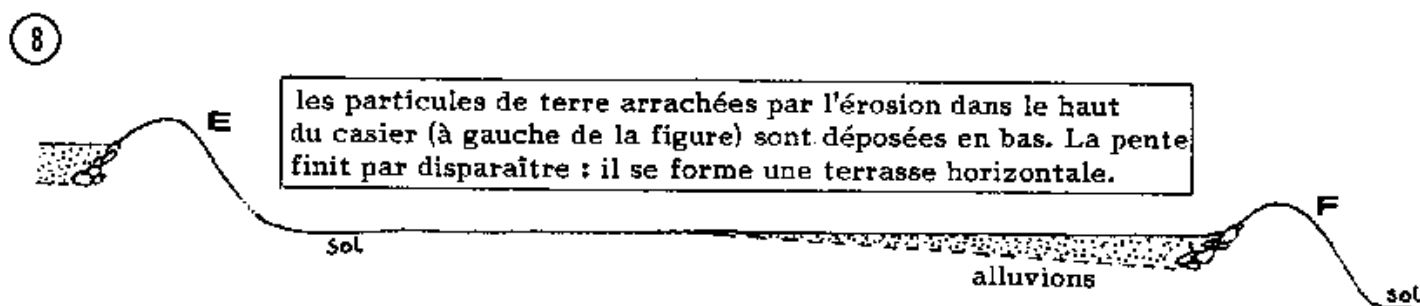 8
les particules de terre arrachées par l'érosion dans le haut
du casier (à gauche de la figure) sont déposées en bas. La pente
finit par disparaître : il se forme une terrasse horizontale.
E
F
sol
alluvions
sol